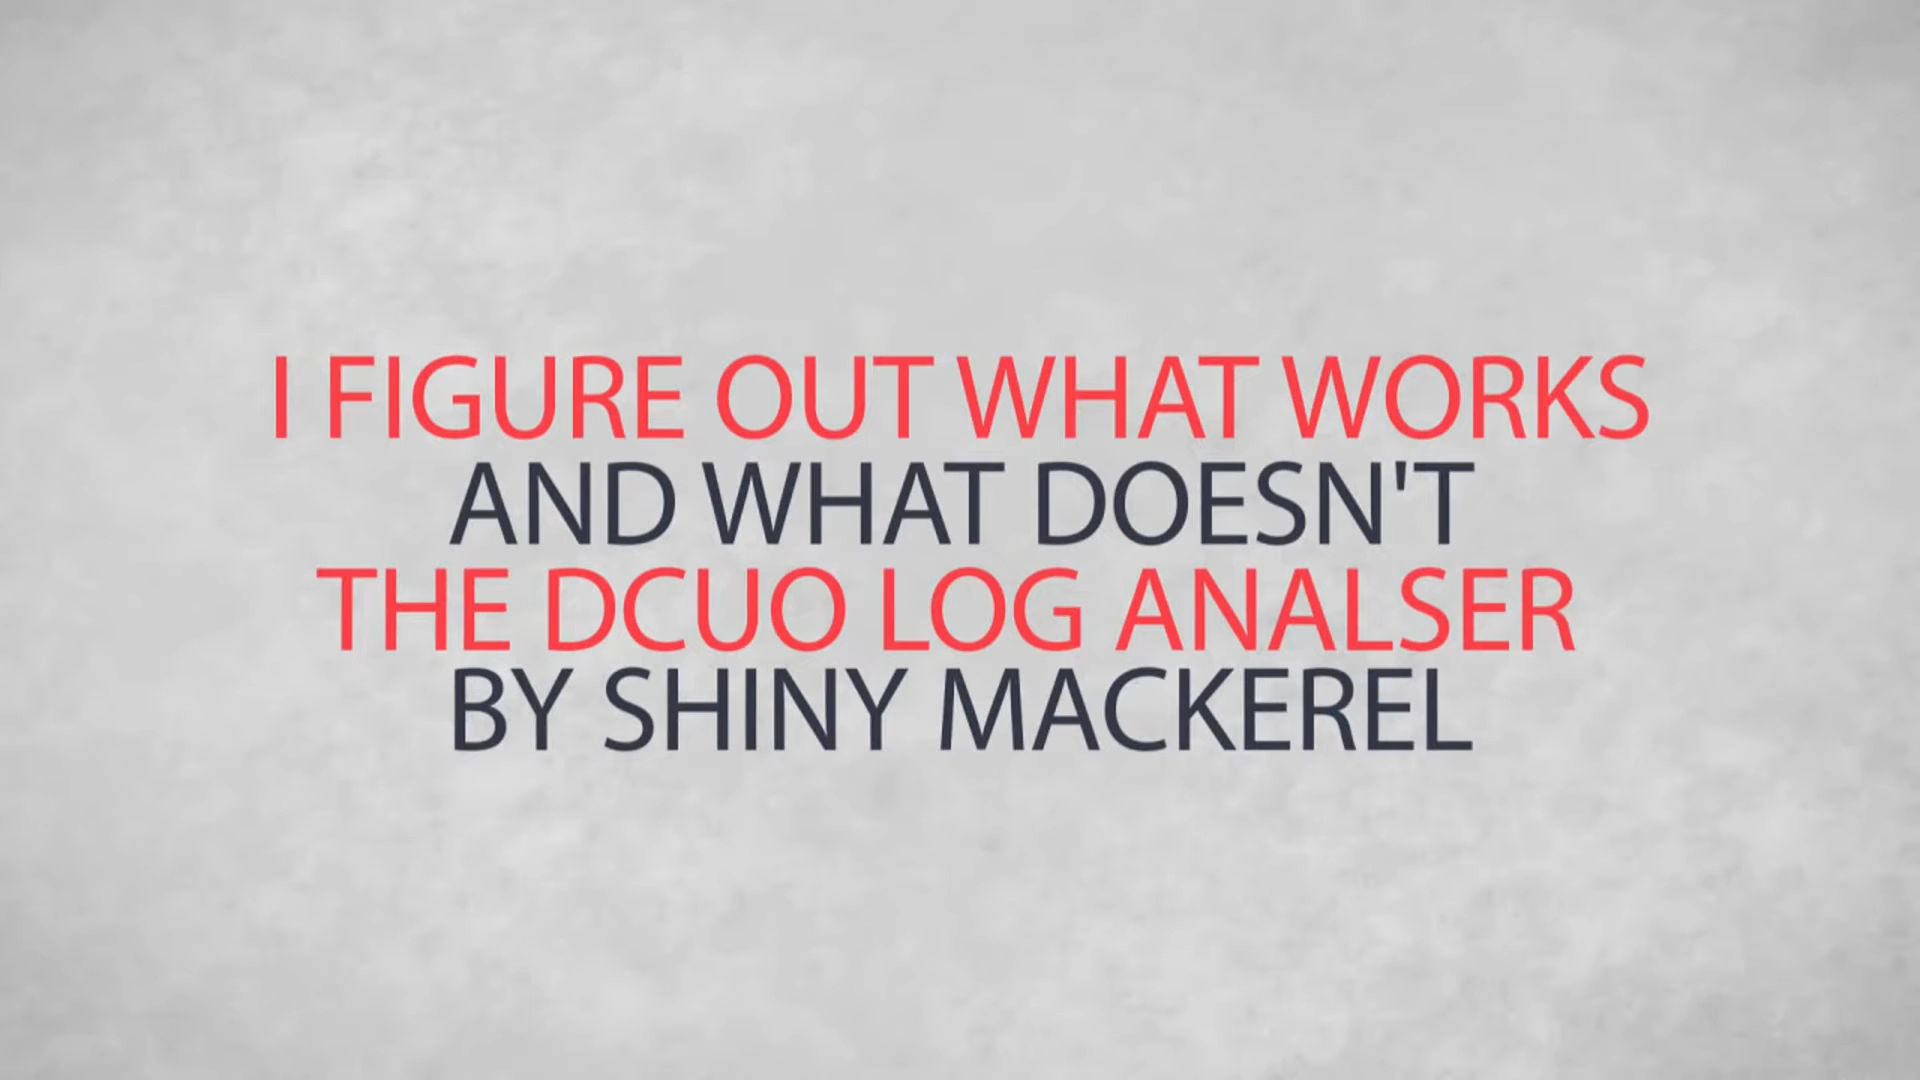 I FIGURE OUT WHAT WORKS
AND WHAT DOESN'T
THE DCUO LOG ANALSER
BY SHINY MACKEREL